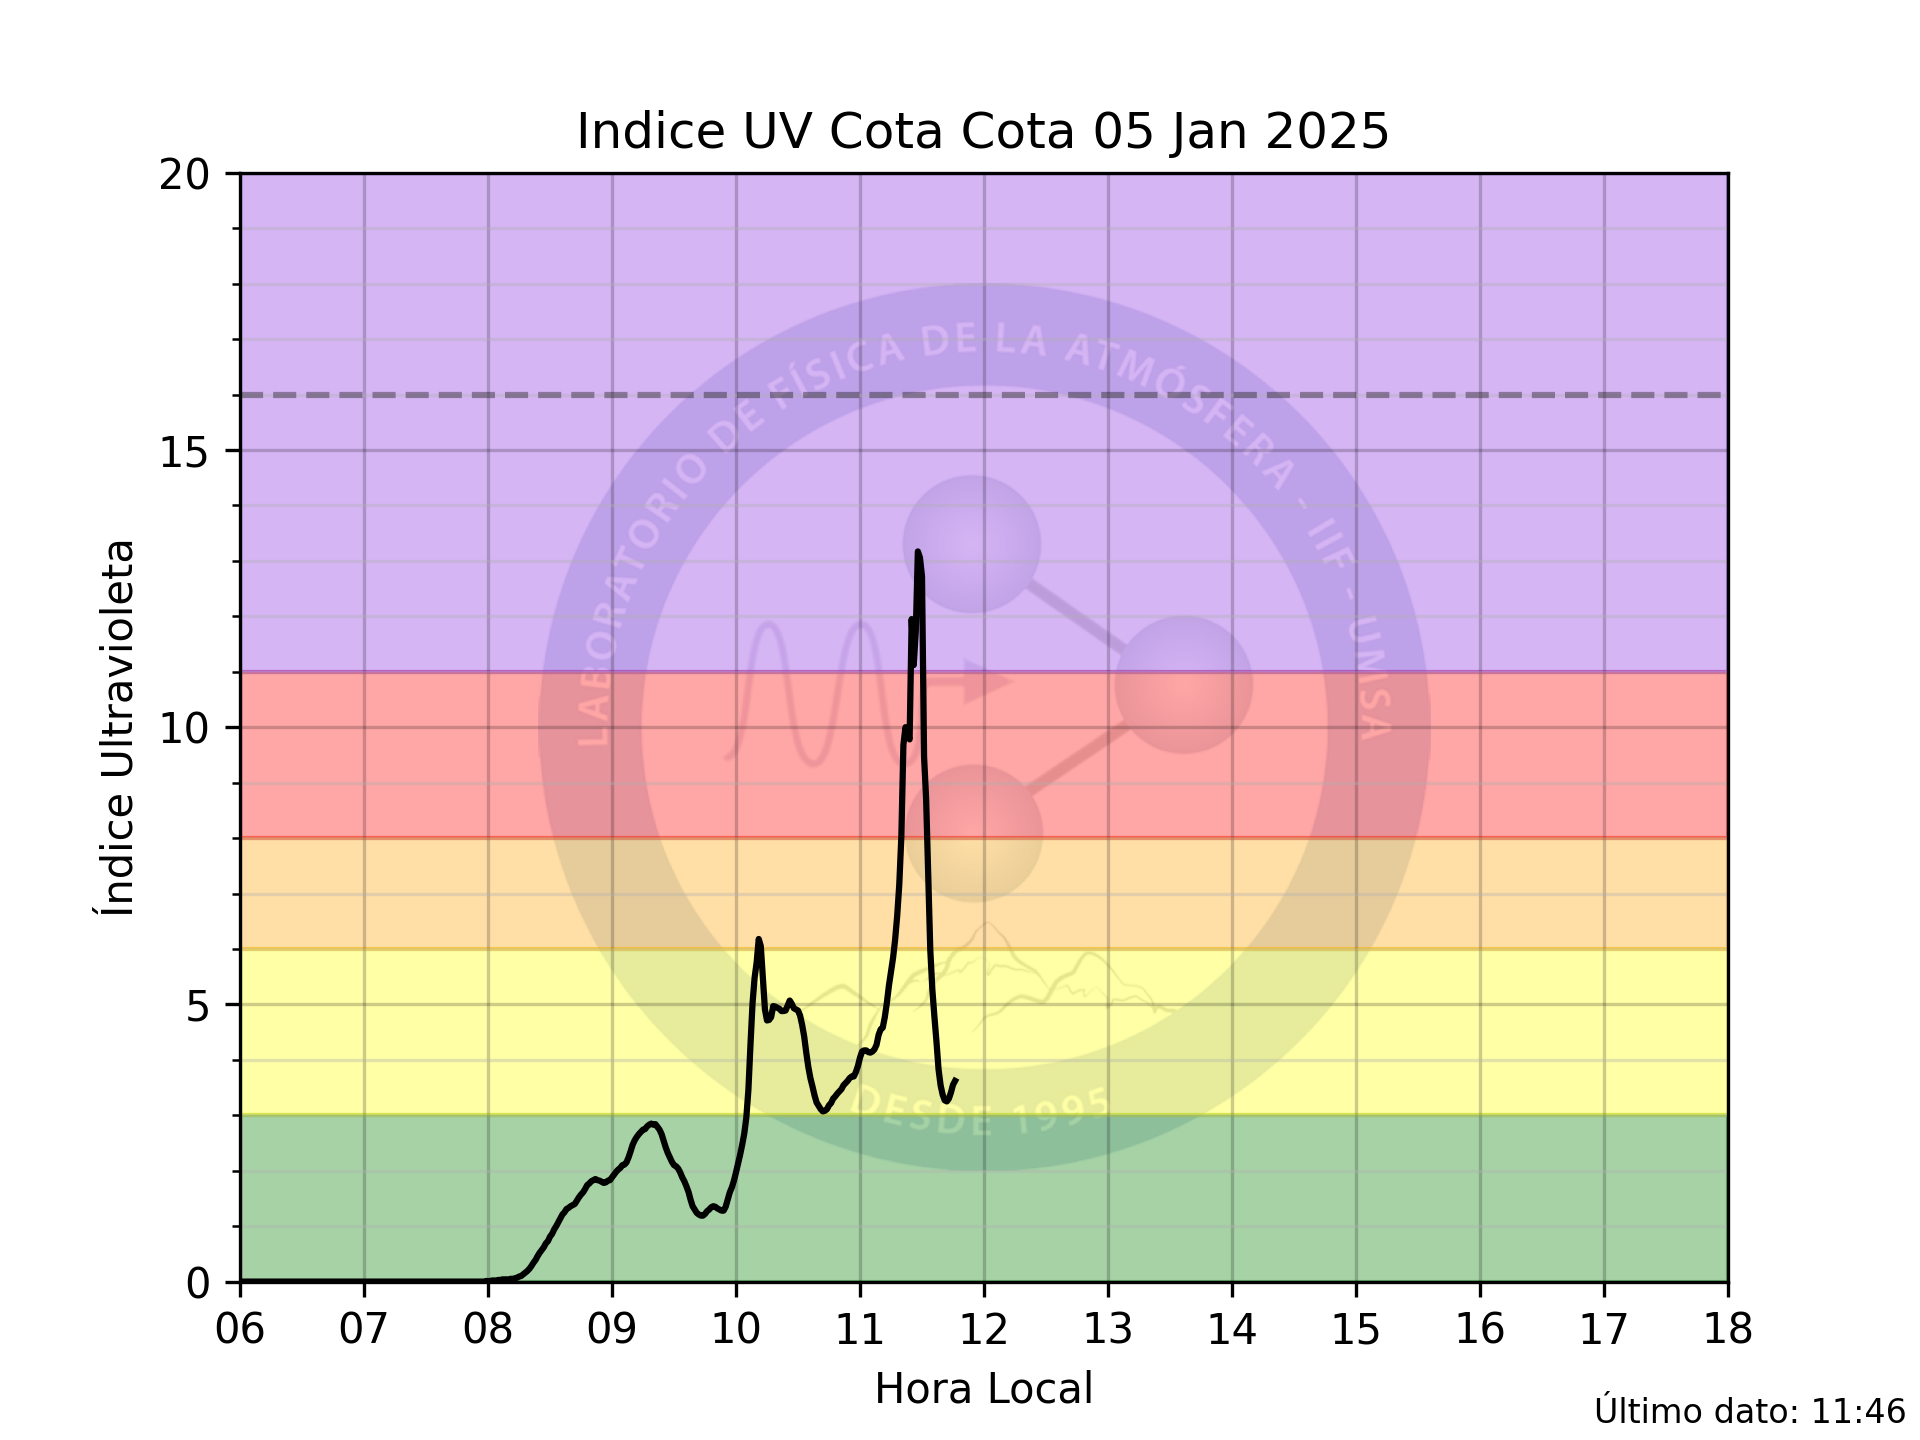 Indice UV Cota Cota 05 Jan 2025
20
15
10
5
0
Índice Ultravioleta
LABORATORIO DE FÍSICA DE LA ATMÓSFERA - IIF - UMSA
DESDE 1995
06 07 08 09 10 11 12 13 14 15 16 17 18
Hora Local
Último dato: 11:46